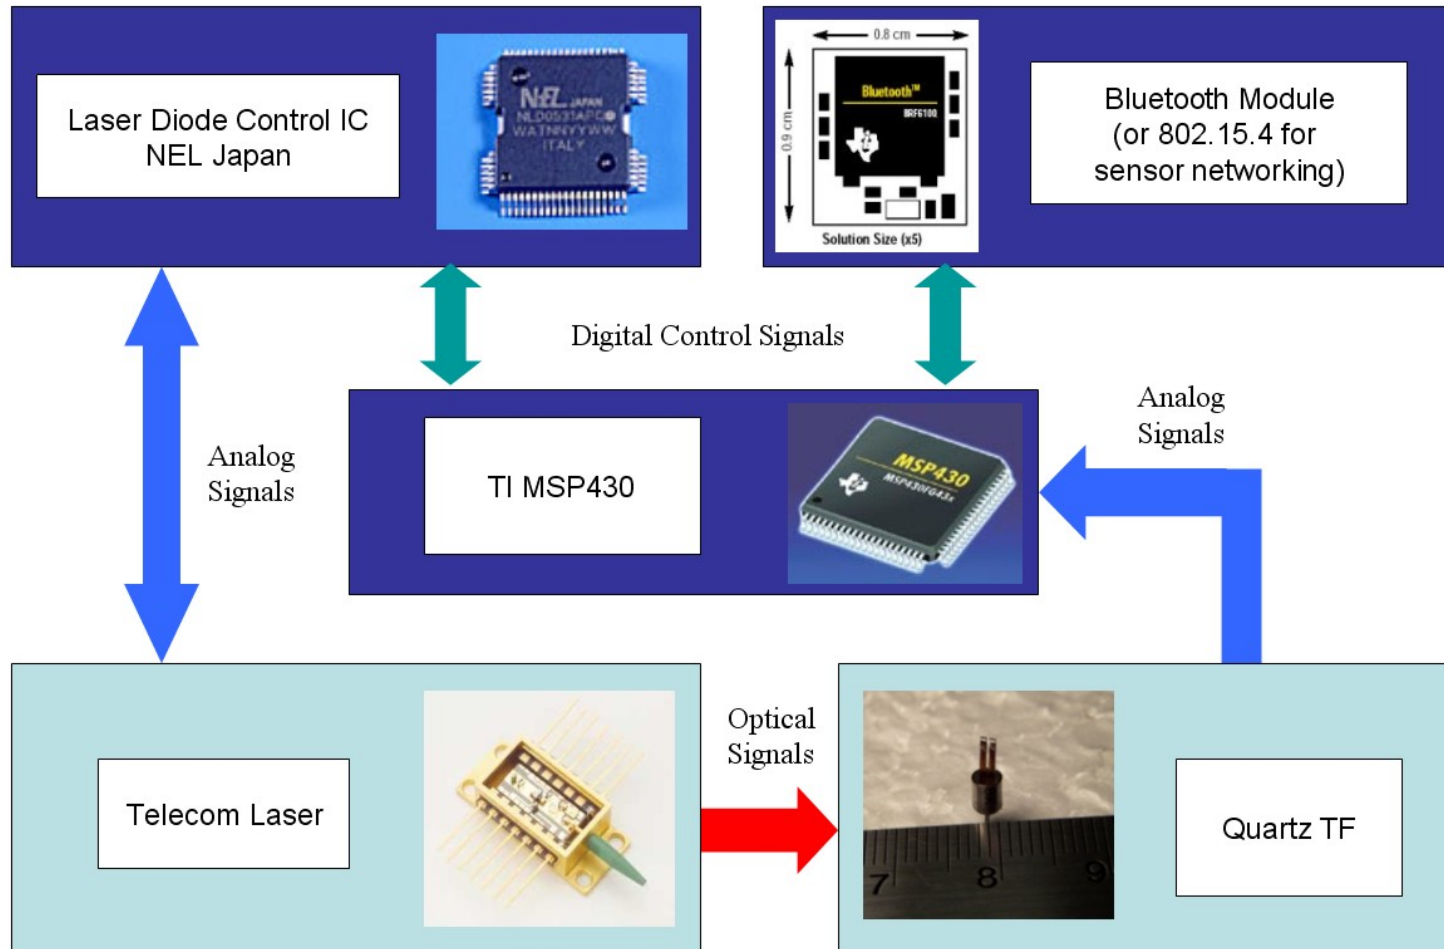 Laser Diode Control IC
NEL Japan
NEL JAPAN
NLD0531APC
WATNNYYWW
ITALY
0.8 cm
0.9 cm
Bluetooth™
BRF6100
Solution Size (x5)
Bluetooth Module
(or 802.15.4 for
sensor networking)
Digital Control Signals
Analog
Signals
TI MSP430
MSP430
MSP430FG43x
Analog
Signals
Telecom Laser
Optical
Signals
7 8 9
Quartz TF